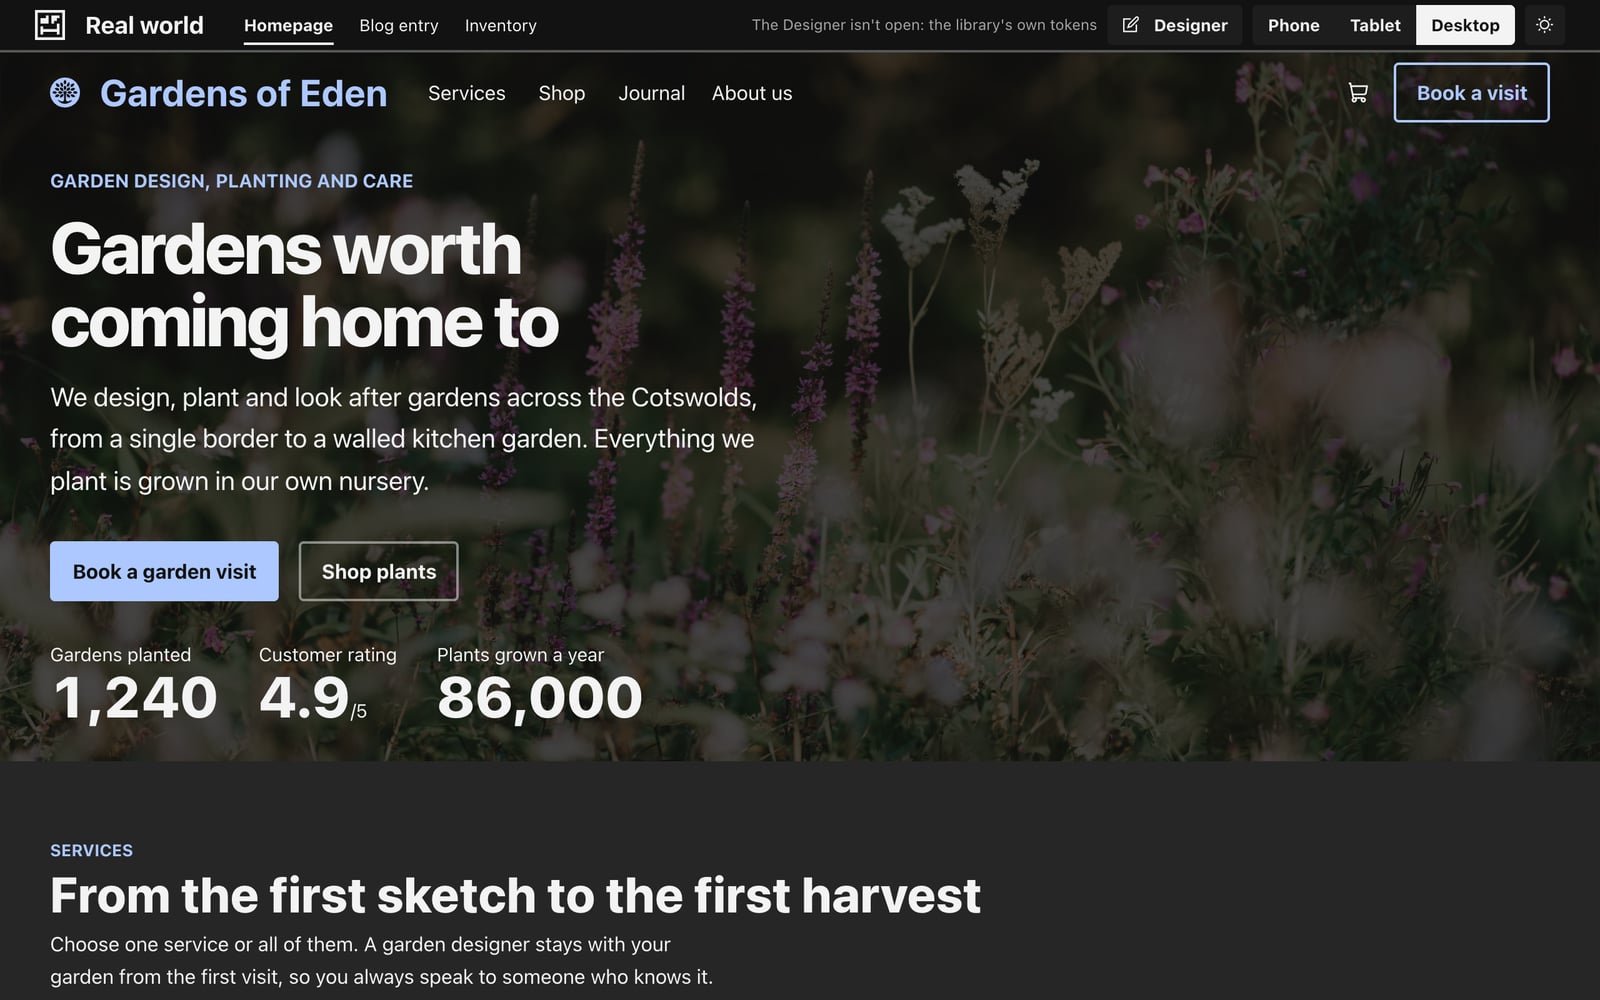 Real world
Homepage
Blog entry
Inventory
The Designer isn't open: the library's own tokens
Designer
Phone
Tablet
Desktop
Gardens of Eden
Services
Shop
Journal
About us
Book a visit
GARDEN DESIGN, PLANTING AND CARE
Gardens worth
coming home to
We design, plant and look after gardens across the Cotswolds,
from a single border to a walled kitchen garden. Everything we
plant is grown in our own nursery.
Book a garden visit
Shop plants
Gardens planted
1,240
Customer rating
4.9/5
Plants grown a year
86,000
SERVICES
From the first sketch to the first harvest
Choose one service or all of them. A garden designer stays with your
garden from the first visit, so you always speak to someone who knows it.